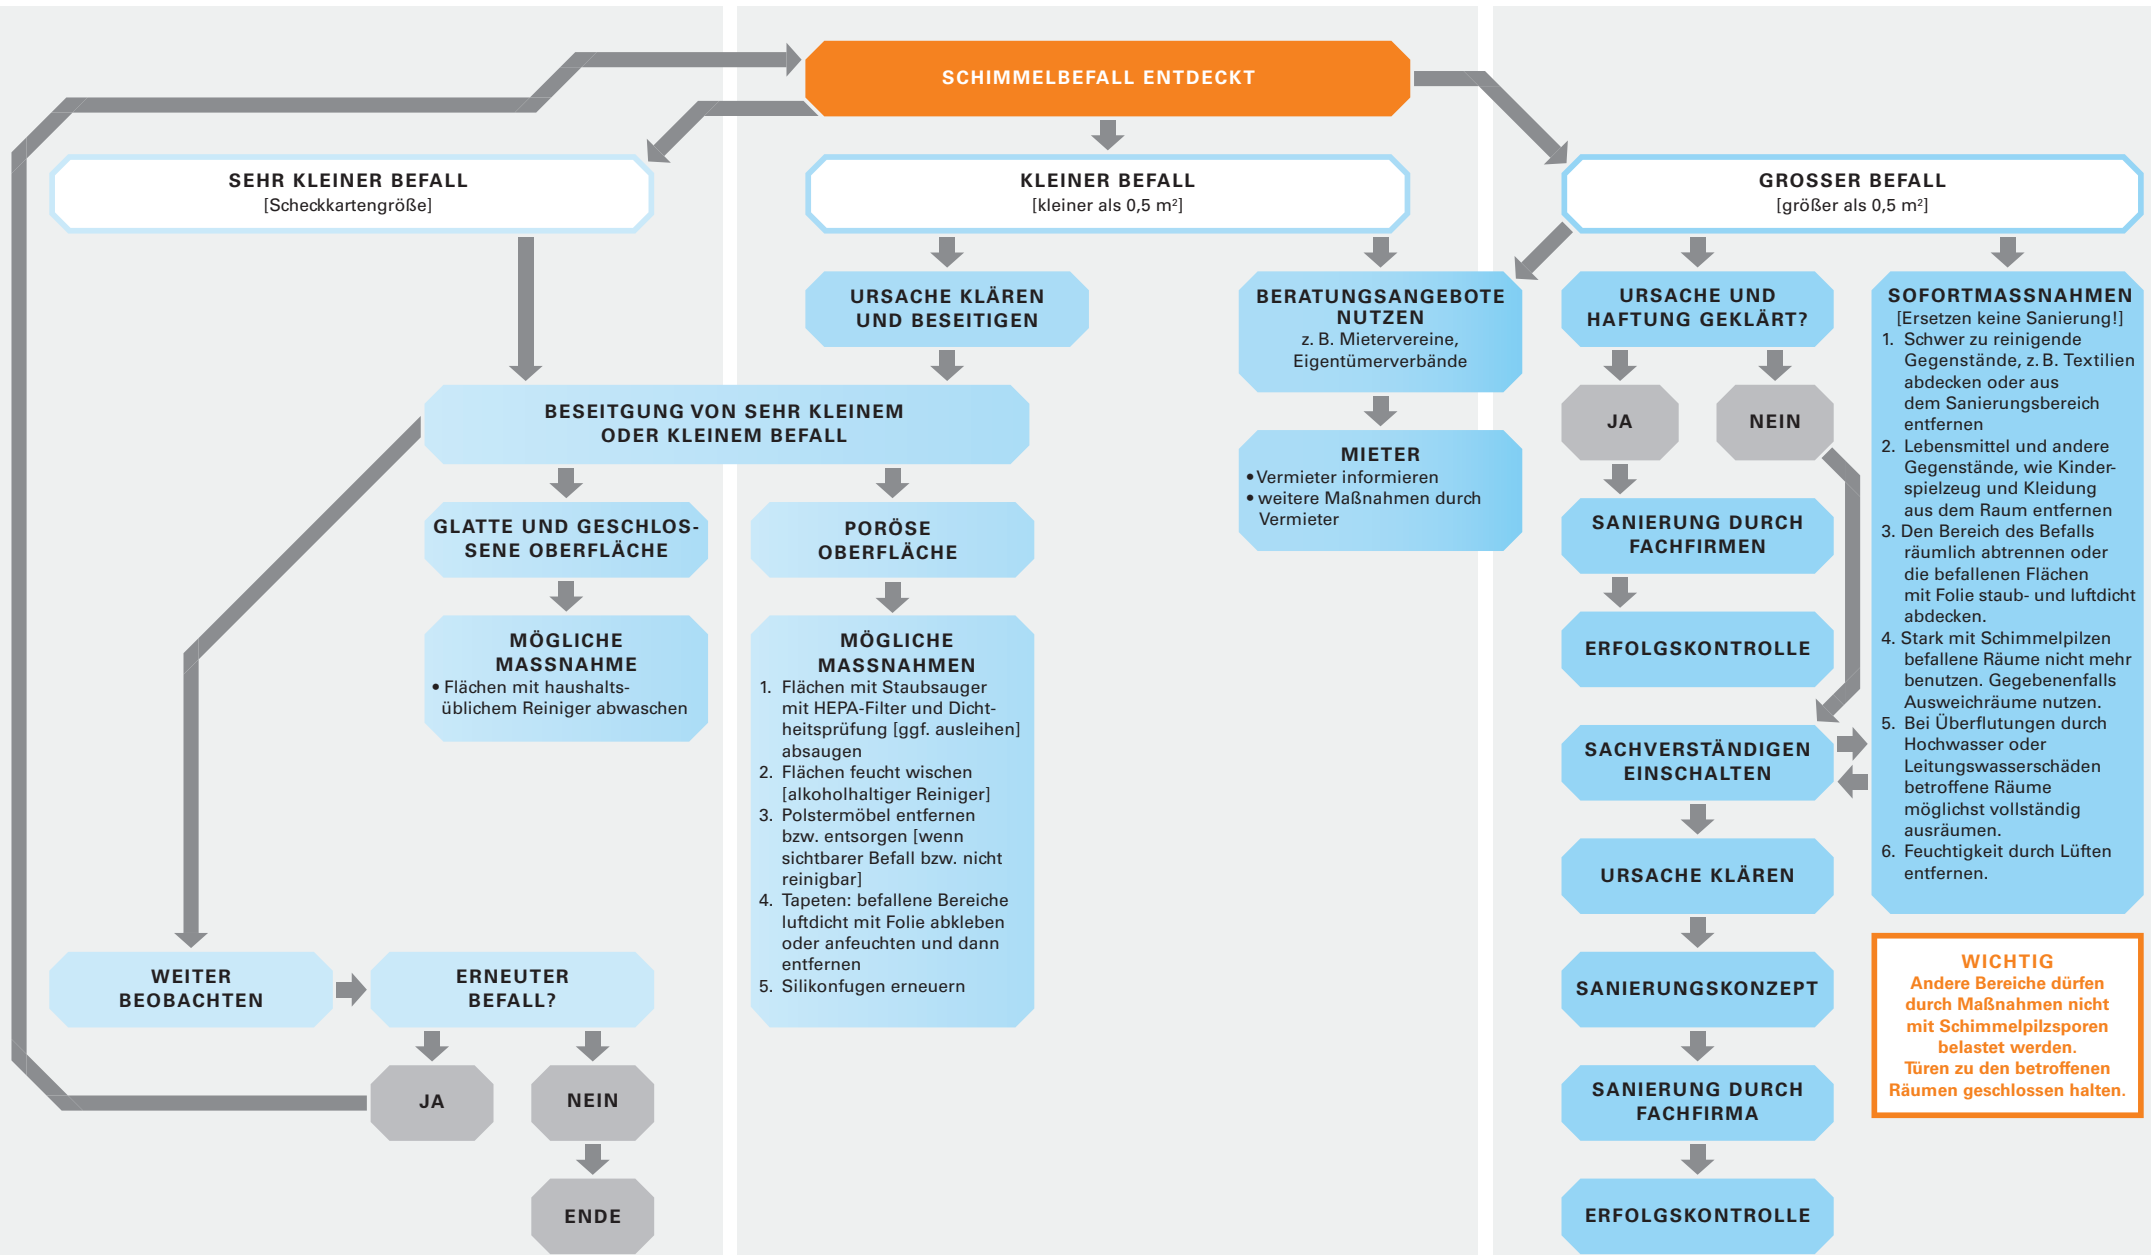 SCHIMMELBEFALL ENTDECKT
SEHR KLEINER BEFALL
[Scheckkartengröße]
KLEINER BEFALL
[kleiner als 0,5 m²]
GROSSER BEFALL
[größer als 0,5 m²]
URSACHE KLÄREN
UND BESEITIGEN
BERATUNGSANGEBOTE
NUTZEN
z. B. Mietervereine,
Eigentümerverbände
URSACHE UND
HAFTUNG GEKLÄRT?
SOFORTMASSNAHMEN
[Ersetzen keine Sanierung!]
1. Schwer zu reinigende
Gegenstände, z. B. Textilien
abdecken oder aus
dem Sanierungsbereich
entfernen
2. Lebensmittel und andere
Gegenstände, wie Kinder-
spielzeug und Kleidung
aus dem Raum entfernen
3. Den Bereich des Befalls
räumlich abtrennen oder
die befallenen Flächen
mit Folie staub- und luftdicht
abdecken.
4. Stark mit Schimmelpilzen
befallene Räume nicht mehr
benutzen. Gegebenenfalls
Ausweichräume nutzen.
5. Bei Überflutungen durch
Hochwasser oder
Leitungswasserschäden
betroffene Räume
möglichst vollständig
ausräumen.
6. Feuchtigkeit durch Lüften
entfernen.
BESEITGUNG VON SEHR KLEINEM
ODER KLEINEM BEFALL
JA
NEIN
MIETER
• Vermieter informieren
• weitere Maßnahmen durch
Vermieter
GLATTE UND GESCHLOS-
SENE OBERFLÄCHE
PORÖSE
OBERFLÄCHE
SANIERUNG DURCH
FACHFIRMEN
MÖGLICHE
MASSNAHME
• Flächen mit haushalts-
üblichem Reiniger abwaschen
MÖGLICHE
MASSNAHMEN
1. Flächen mit Staubsauger
mit HEPA-Filter und Dicht-
heitsprüfung [ggf. ausleihen]
absaugen
2. Flächen feucht wischen
[alkoholhaltiger Reiniger]
3. Polstermöbel entfernen
bzw. entsorgen [wenn
sichtbarer Befall bzw. nicht
reinigbar]
4. Tapeten: befallene Bereiche
luftdicht mit Folie abkleben
oder anfeuchten und dann
entfernen
5. Silikonfugen erneuern
ERFOLGSKONTROLLE
SACHVERSTÄNDIGEN
EINSCHALTEN
URSACHE KLÄREN
WEITER
BEOBACHTEN
ERNEUTER
BEFALL?
SANIERUNGSKONZEPT
WICHTIG
Andere Bereiche dürfen
durch Maßnahmen nicht
mit Schimmelpilzsporen
belastet werden.
Türen zu den betroffenen
Räumen geschlossen halten.
JA
NEIN
SANIERUNG DURCH
FACHFIRMA
ENDE
ERFOLGSKONTROLLE